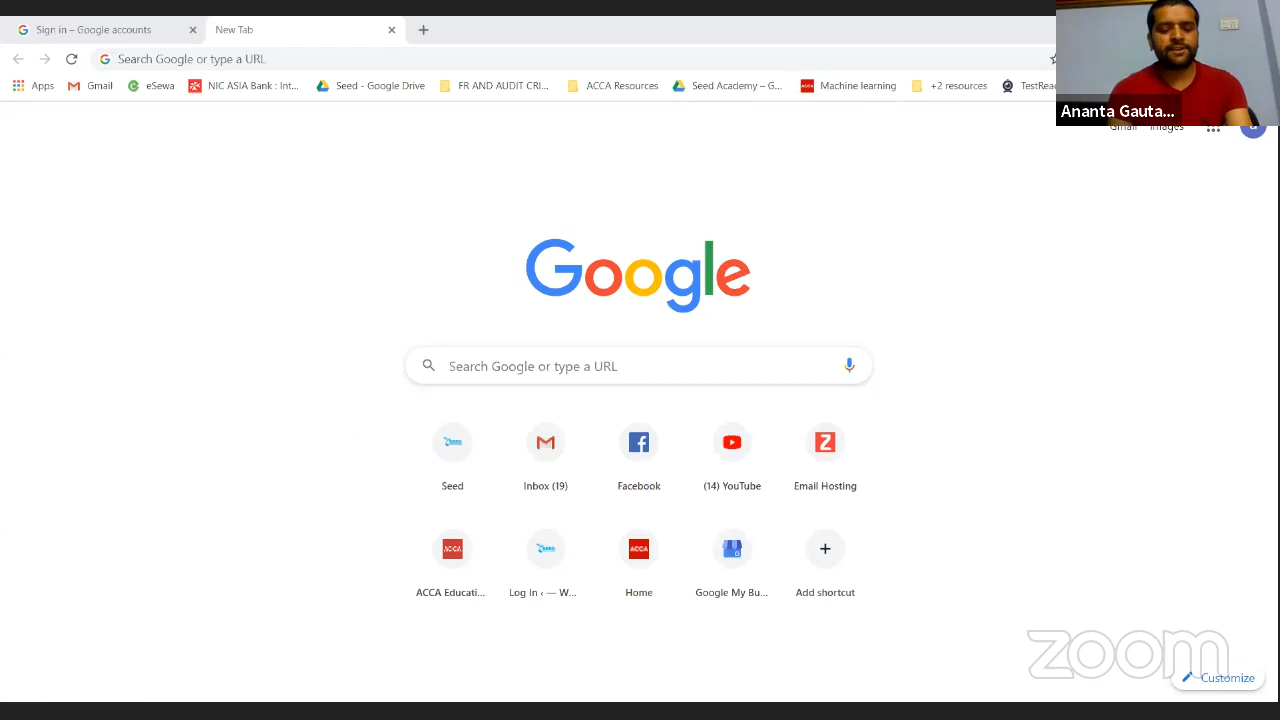 Sign in – Google accounts
New Tab
Search Google or type a URL
Apps
Gmail
eSewa
NIC ASIA Bank : Int...
Seed - Google Drive
FR AND AUDIT CRI...
ACCA Resources
Seed Academy – G...
Machine learning
+2 resources
TestRea
Ananta Gauta...
Gmail
Images
Google
Search Google or type a URL
Seed
Inbox (19)
Facebook
(14) YouTube
Email Hosting
ACCA
ACCA
ACCA Educati...
Log In ‹ — W...
Home
Google My Bu...
Add shortcut
zoom
Customize